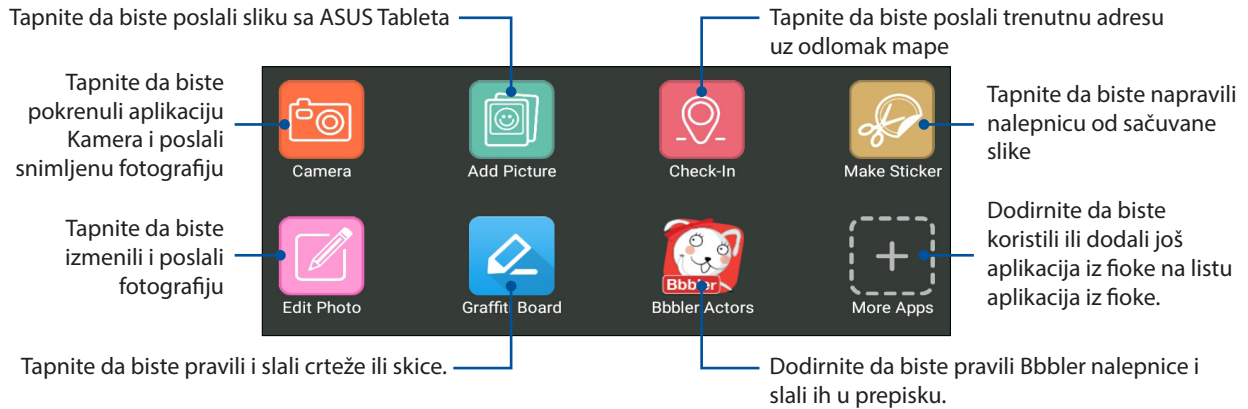 Tapnite da biste poslali sliku sa ASUS Tableta
Tapnite da biste poslali trenutnu adresu
uz odlomak mape
Tapnite da biste
pokrenuli aplikaciju
Kamera i poslali
snimljenu fotografiju
Camera
Add Picture
Check-In
Make Sticker
Tapnite da biste napravili
nalepnicu od sačuvane
slike
Tapnite da biste
izmenili i poslali
fotografiju
Bbbler
Edit Photo
Graffiti Board
Bbbler Actors
More Apps
Dodirnite da biste
koristili ili dodali još
aplikacija iz fioke na listu
aplikacija iz fioke.
Tapnite da biste pravili i slali crteže ili skice.
Dodirnite da biste pravili Bbbler nalepnice i
slali ih u prepisku.